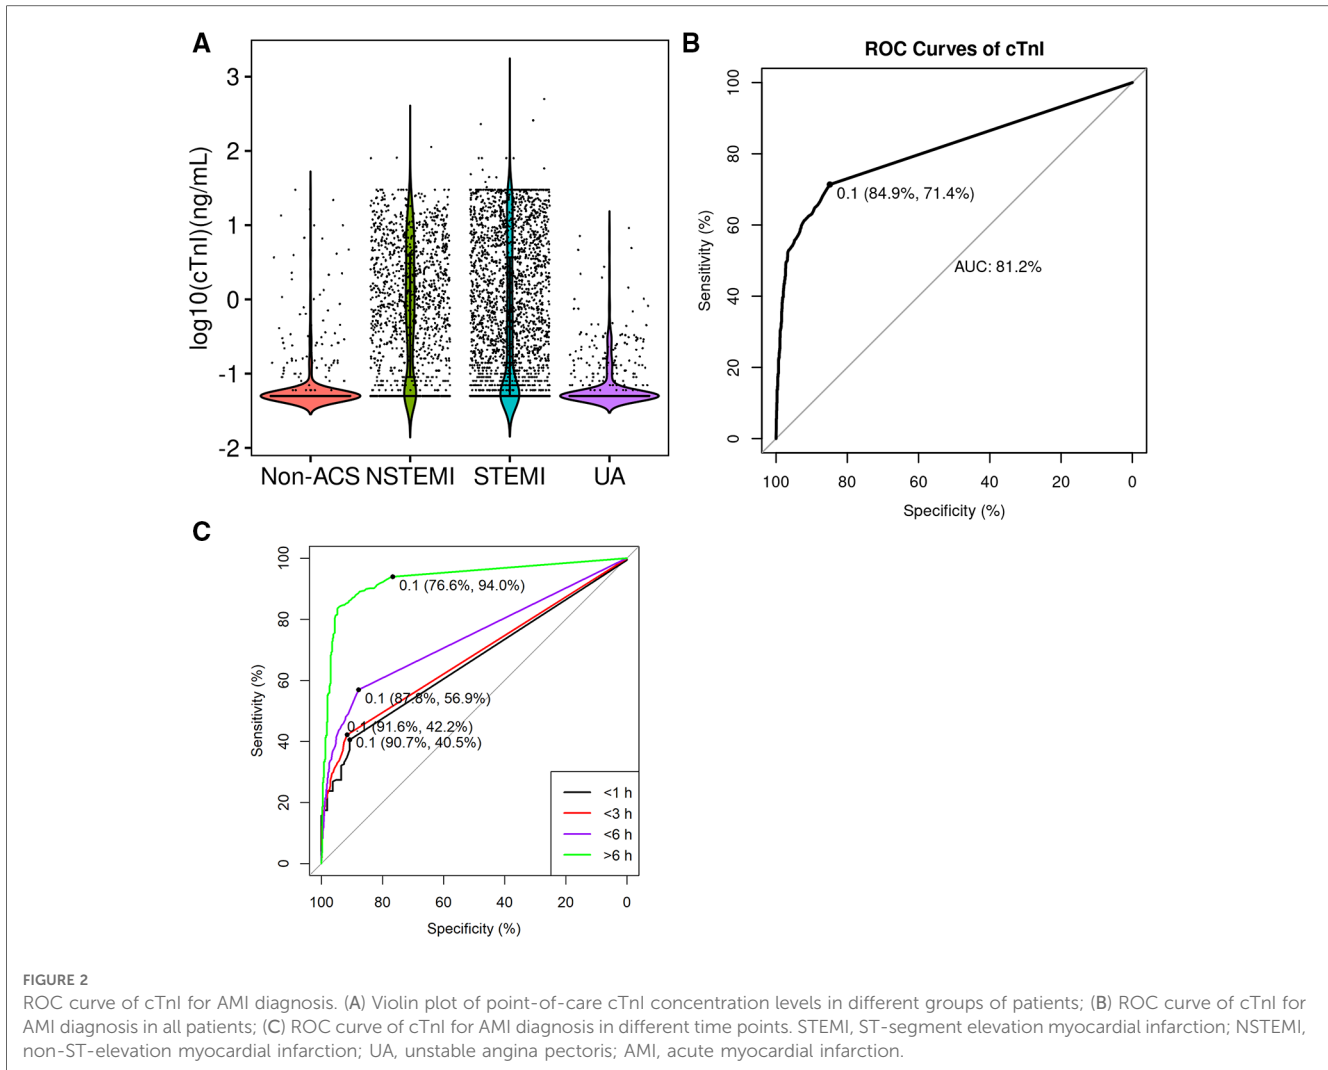 A
log10(cTnI)(ng/mL)
3
2
1
0
-1
-2
Non-ACS NSTEMI STEMI UA
B
ROC Curves of cTnI
Sensitivity (%)
100
80
60
40
20
0
0.1 (84.9%, 71.4%)
AUC: 81.2%
100 80 60 40 20 0
Specificity (%)
C
Sensitivity (%)
100
80
60
40
20
0
0.1 (76.6%, 94.0%)
0.1 (87.8%, 56.9%)
0.1 (91.6%, 42.2%)
0.1 (90.7%, 40.5%)
<1 h
<3 h
<6 h
>6 h
100 80 60 40 20 0
Specificity (%)
FIGURE 2
ROC curve of cTnI for AMI diagnosis. (A) Violin plot of point-of-care cTnI concentration levels in different groups of patients; (B) ROC curve of cTnI for
AMI diagnosis in all patients; (C) ROC curve of cTnI for AMI diagnosis in different time points. STEMI, ST-segment elevation myocardial infarction; NSTEMI,
non-ST-elevation myocardial infarction; UA, unstable angina pectoris; AMI, acute myocardial infarction.